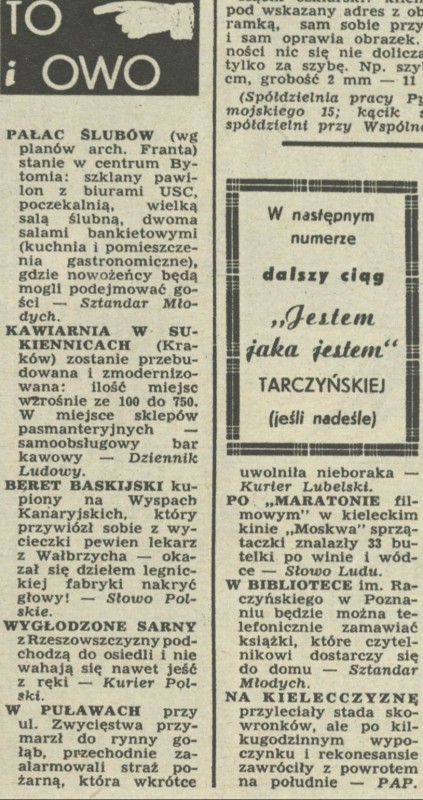 TO
i OWO
PAŁAC ŚLUBÓW (wg
planów arch. Franta)
stanie w centrum By-
tomia: szklany pawi-
lon z biurami USC,
poczekalnią, wielką
salą ślubną, dwoma
salami bankietowymi
(kuchnia i pomieszcze-
nia gastronomiczne),
gdzie nowożeńcy będą
mogli podejmować go-
ści — Sztandar Mło-
dych.
KAWIARNIA W SU-
KIENNICACH (Kra-
ków) zostanie przebu-
dowana i zmodernizo-
wana: ilość miejsc
wzrośnie ze 100 do 750.
W miejsce sklepów
pasmanteryjnych —
samoobsługowy bar
kawowy — Dziennik
Ludowy.
BERET BASKIJSKI ku-
piony na Wyspach
Kanaryjskich, który
przywiózł sobie z wy-
cieczki pewien lekarz
z Wałbrzycha — oka-
zał się dziełem legnic-
kiej fabryki nakryć
głowy! — Słowo Pol-
skie.
WYGŁODZONE SARNY
z Rzeszowszczyzny pod-
chodzą do osiedli i nie
wahają się nawet jeść
z ręki — Kurier Pol-
ski.
W PUŁAWACH przy
ul. Zwycięstwa przy-
marzł do rynny go-
łąb, przechodnie za-
alarmowali straż po-
żarną, która wkrótce
pod wskazany adres z ob
ramką, sam sobie przy
i sam oprawia obrazek.
ności nic się nie dolicza
tylko za szybę. Np. szy
cm, grobość 2 mm — 11
(Spółdzielnia pracy Py
mojskiego 15; kącik s
spółdzielni przy Wspóln
W następnym
numerze
dalszy ciąg
„Jestem
jaka jestem“
TARCZYŃSKIEJ
(jeśli nadeśle)
uwolniła nieboraka —
Kurier Lubelski.
PO „MARATONIE fil-
mowym" w kieleckim
kinie „Moskwa" sprzą-
taczki znalazły 33 bu-
telki po winie i wód-
ce — Słowo Ludu.
W BIBLIOTECE im. Ra-
czyńskiego w Pozna-
niu będzie można te-
lefonicznie zamawiać
książki, które czytel-
nikowi dostarczy się
do domu — Sztandar
Młodych.
NA KIELECCZYZNĘ
przyleciały stada sko-
wronków, ale po kil-
kugodzinnym wypo-
czynku i rekonesansie
zawróciły z powrotem
na południe — PAP.